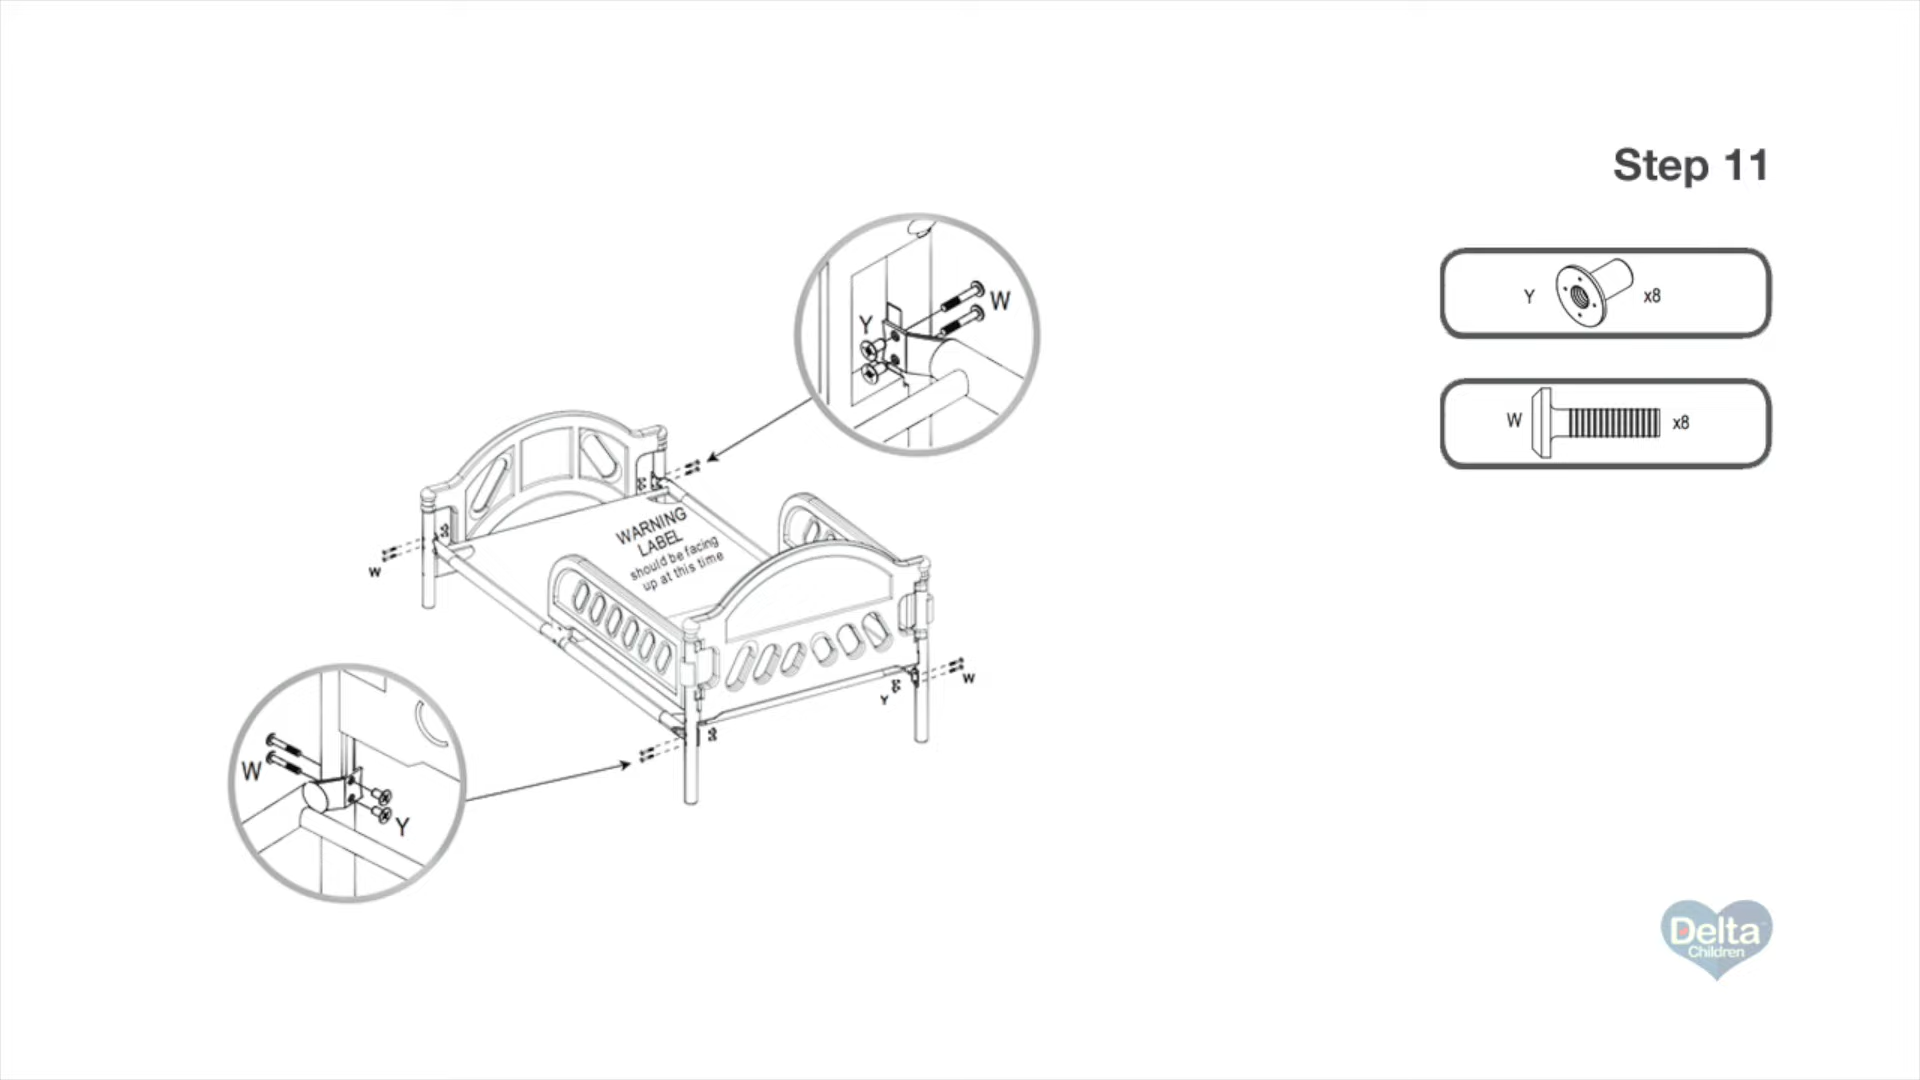 Step 11
Y x8
W x8
W
Y
WARNING
LABEL
should be facing
up at this time
W
W
Y
W
Y
Delta
Children